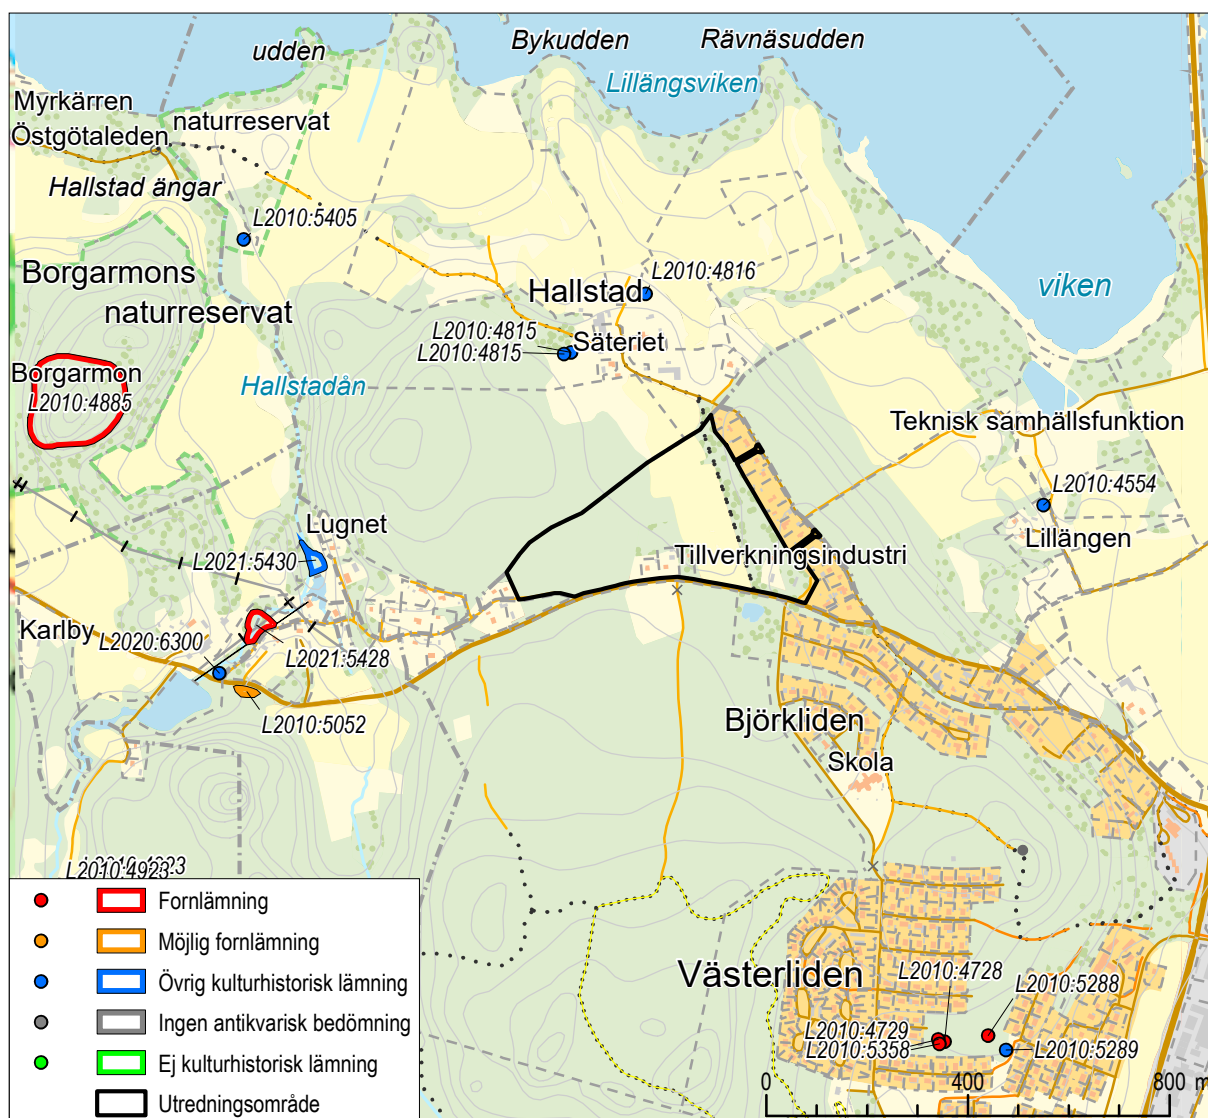 Bykudden
Rävnäsudden
udden
Lillängsviken
Myrkärren
naturreservat
Östgötaleden
Hallstad ängar
L2010:5405
Borgarmons
naturreservat
L2010:4816
Hallstad
viken
L2010:4815
Säteriet
L2010:4815
Borgarmon
L2010:4885
Hallstadån
Teknisk samhällsfunktion
L2010:4554
Lugnet
Lillängen
L2021:5430
Tillverkningsindustri
Karlby
L2020:6300
L2021:5428
L2010:5052
Björkliden
Skola
L2010:4923
Västerliden
L2010:4728
L2010:5288
L2010:4729
L2010:5358
L2010:5289
Fornlämning
Möjlig fornlämning
Övrig kulturhistorisk lämning
Ingen antikvarisk bedömning
Ej kulturhistorisk lämning
Utredningsområde
0 400 800 m